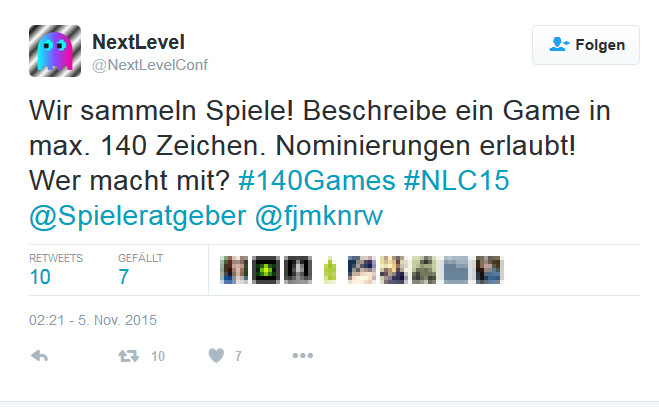 NextLevel
@NextLevelConf
Folgen
Wir sammeln Spiele! Beschreibe ein Game in
max. 140 Zeichen. Nominierungen erlaubt!
Wer macht mit? #140Games #NLC15
@Spieleratgeber @fjmknrw
RETWEETS GEFÄLLT
10 7
02:21 - 5. Nov. 2015
10 7